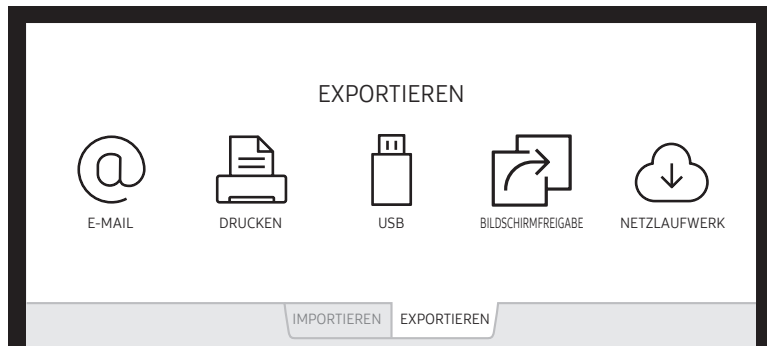 EXPORTIEREN
E-MAIL
DRUCKEN
USB
BILDSCHIRMFREIGABE
NETZLAUFWERK
IMPORTIEREN
EXPORTIEREN